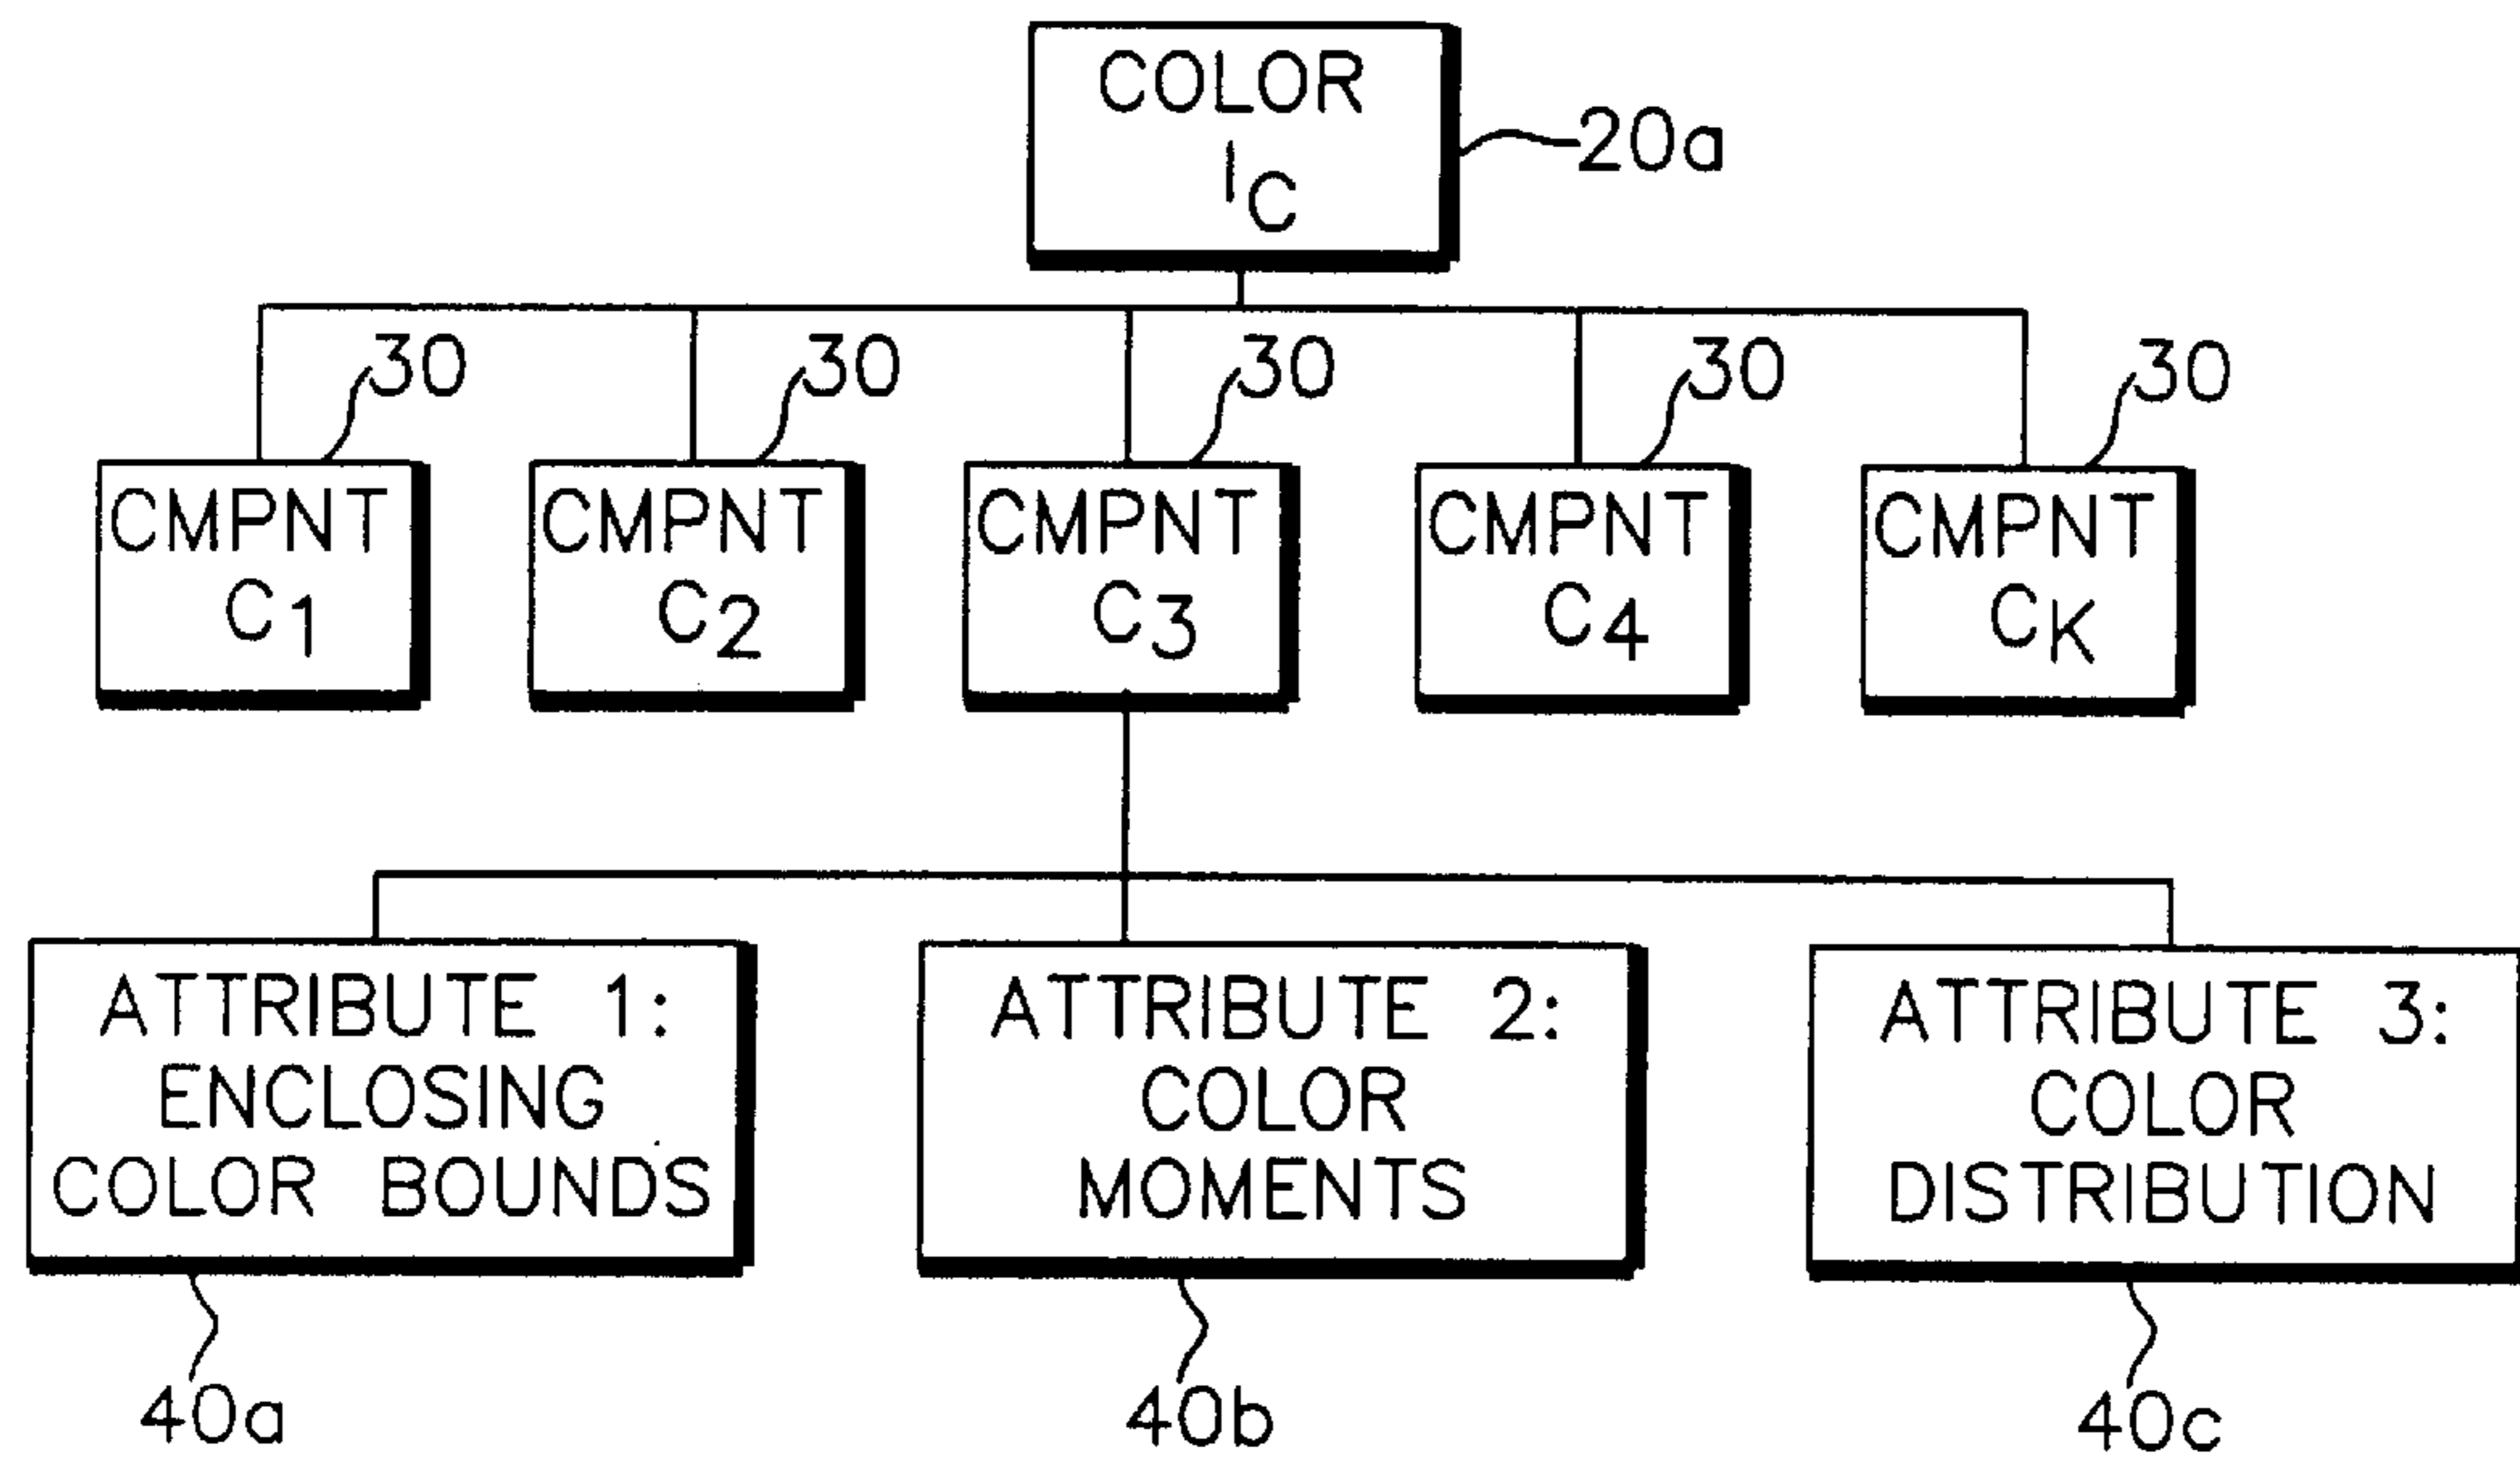 COLOR
IC
20a
30 30 30 30 30
CMPNT CMPNT CMPNT CMPNT CMPNT
C1 C2 C3 C4 CK
ATTRIBUTE 1:
ENCLOSING
COLOR BOUNDS
ATTRIBUTE 2:
COLOR
MOMENTS
ATTRIBUTE 3:
COLOR
DISTRIBUTION
40a 40b 40c